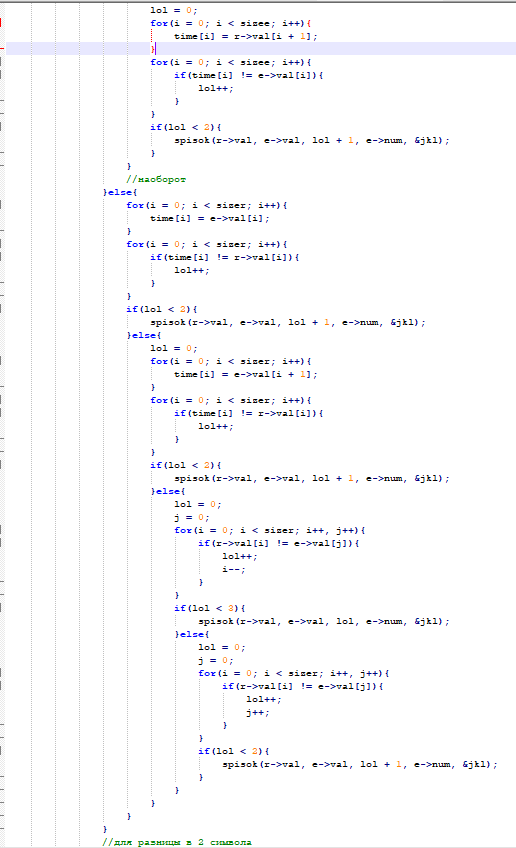 lol = 0;
for(i = 0; i < sizee; i++){
time[i] = r->val[i + 1];
}
for(i = 0; i < sizee; i++){
if(time[i] != e->val[i]){
lol++;
}
}
if(lol < 2){
spisok(r->val, e->val, lol + 1, e->num, &jkl);
}
}
//наоборот
}else{
for(i = 0; i < sizer; i++){
time[i] = e->val[i];
}
for(i = 0; i < sizer; i++){
if(time[i] != r->val[i]){
lol++;
}
}
if(lol < 2){
spisok(r->val, e->val, lol + 1, e->num, &jkl);
}else{
lol = 0;
for(i = 0; i < sizer; i++){
time[i] = e->val[i + 1];
}
for(i = 0; i < sizer; i++){
if(time[i] != r->val[i]){
lol++;
}
}
if(lol < 2){
spisok(r->val, e->val, lol + 1, e->num, &jkl);
}else{
lol = 0;
j = 0;
for(i = 0; i < sizer; i++, j++){
if(r->val[i] != e->val[j]){
lol++;
i--;
}
}
if(lol < 3){
spisok(r->val, e->val, lol, e->num, &jkl);
}else{
lol = 0;
j = 0;
for(i = 0; i < sizer; i++, j++){
if(r->val[i] != e->val[j]){
lol++;
j++;
}
}
if(lol < 2){
spisok(r->val, e->val, lol + 1, e->num, &jkl);
}
}
}
}
}
//для разницы в 2 символа